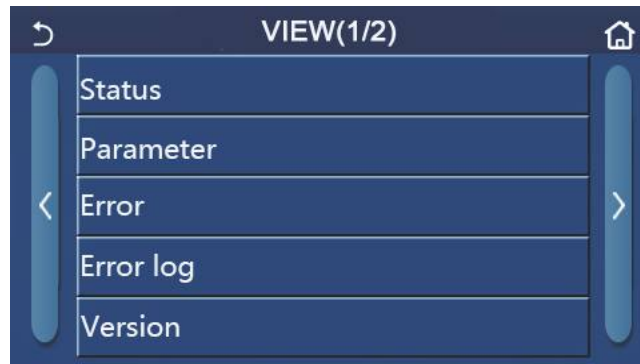 VIEW(1/2)
Status
Parameter
Error
Error log
Version